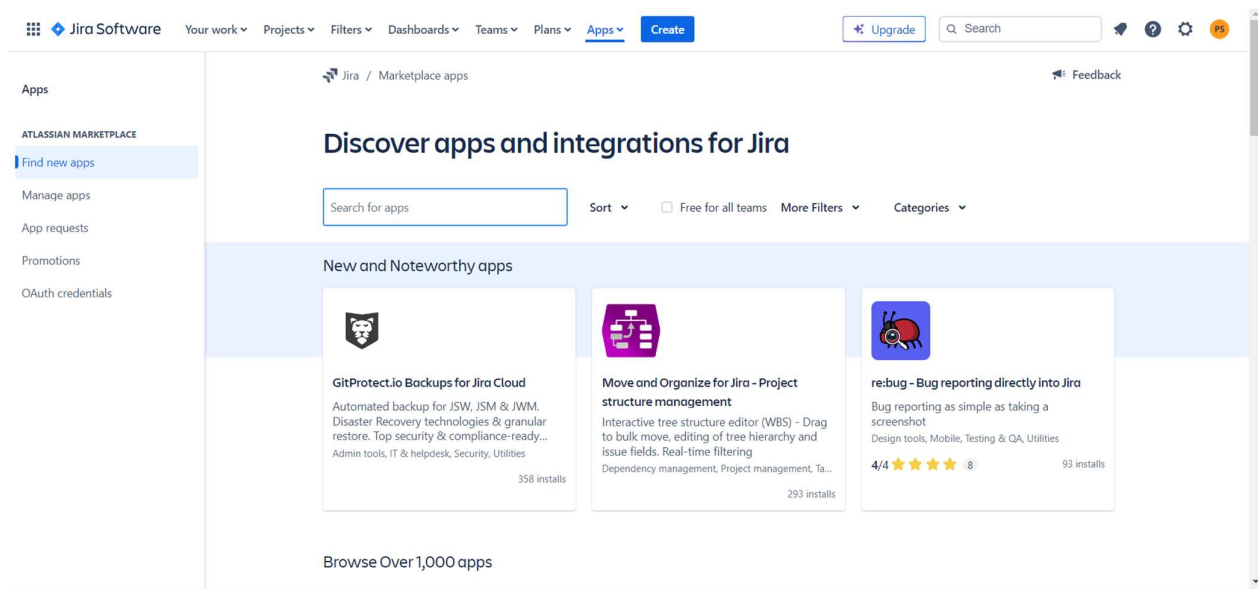 Jira Software Your work Projects Filters Dashboards Teams Plans Apps Create Upgrade Search PS
Apps
ATLASSIAN MARKETPLACE
Find new apps
Manage apps
App requests
Promotions
OAuth credentials
Jira / Marketplace apps
Feedback
Discover apps and integrations for Jira
Search for apps
Sort
Free for all teams
More Filters
Categories
New and Noteworthy apps
GitProtect.io Backups for Jira Cloud
Automated backup for JSW, JSM & JWM.
Disaster Recovery technologies & granular
restore. Top security & compliance-ready...
Admin tools, IT & helpdesk, Security, Utilities
358 installs
Move and Organize for Jira - Project
structure management
Interactive tree structure editor (WBS) - Drag
to bulk move, editing of tree hierarchy and
issue fields. Real-time filtering
Dependency management, Project management, Ta...
293 installs
re:bug - Bug reporting directly into Jira
Bug reporting as simple as taking a
screenshot
Design tools, Mobile, Testing & QA, Utilities
4/4 8 93 installs
Browse Over 1,000 apps